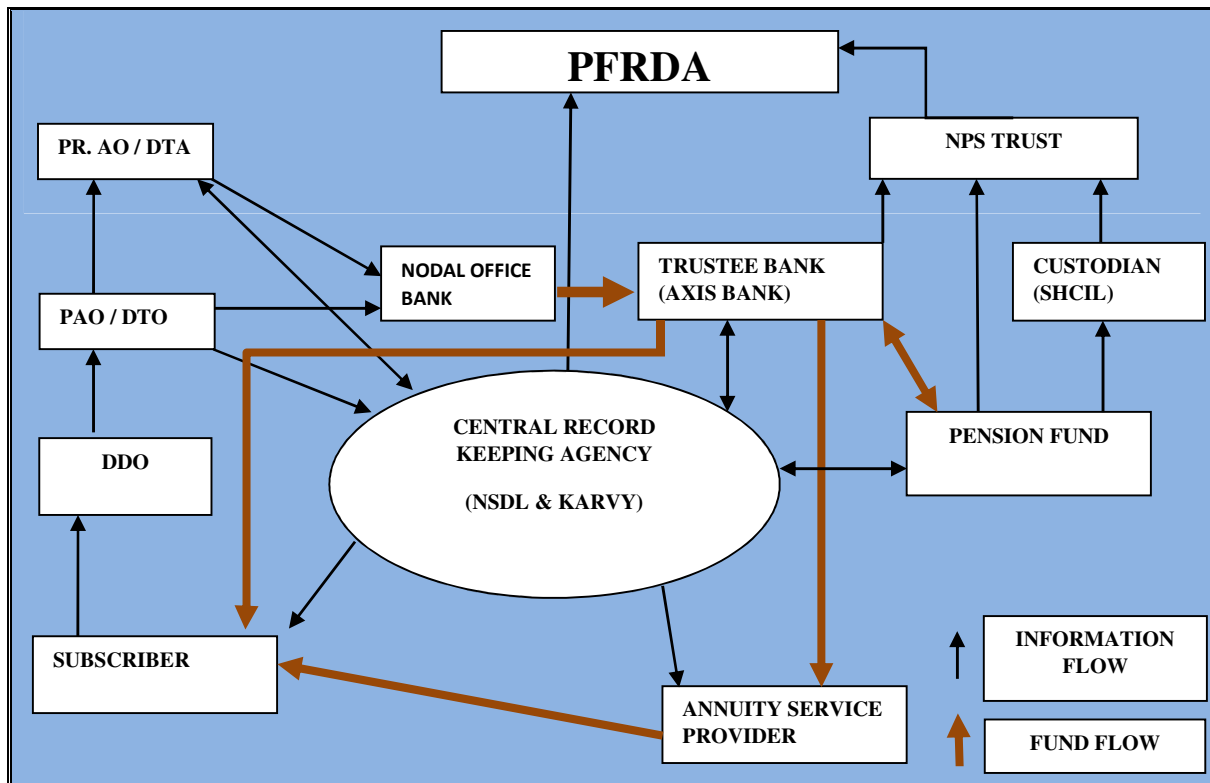 PFRDA
PR. AO / DTA
NPS TRUST
NODAL OFFICE
BANK
TRUSTEE BANK
(AXIS BANK)
CUSTODIAN
(SHCIL)
PAO / DTO
CENTRAL RECORD
KEEPING AGENCY
(NSDL & KARVY)
PENSION FUND
DDO
SUBSCRIBER
ANNUITY SERVICE
PROVIDER
INFORMATION
FLOW
FUND FLOW